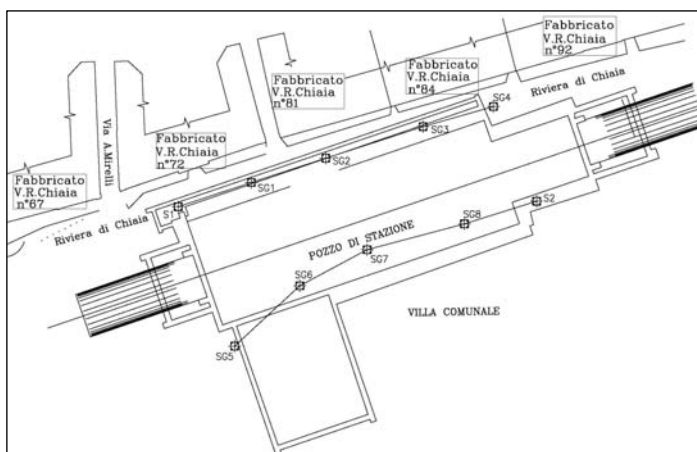 Fabbricato
V.R.Chiaia
n°92
Fabbricato
V.R.Chiaia
n°84
Fabbricato
V.R.Chiaia
n°81
Riviera di Chiaia
SG4
SG3
Via A.Mirelli
Fabbricato
V.R.Chiaia
n°72
SG2
Fabbricato
V.R.Chiaia
n°67
SG1
S1
S2
Riviera di Chiaia
SG8
POZZO DI STAZIONE
SG7
SG6
VILLA COMUNALE
SG5